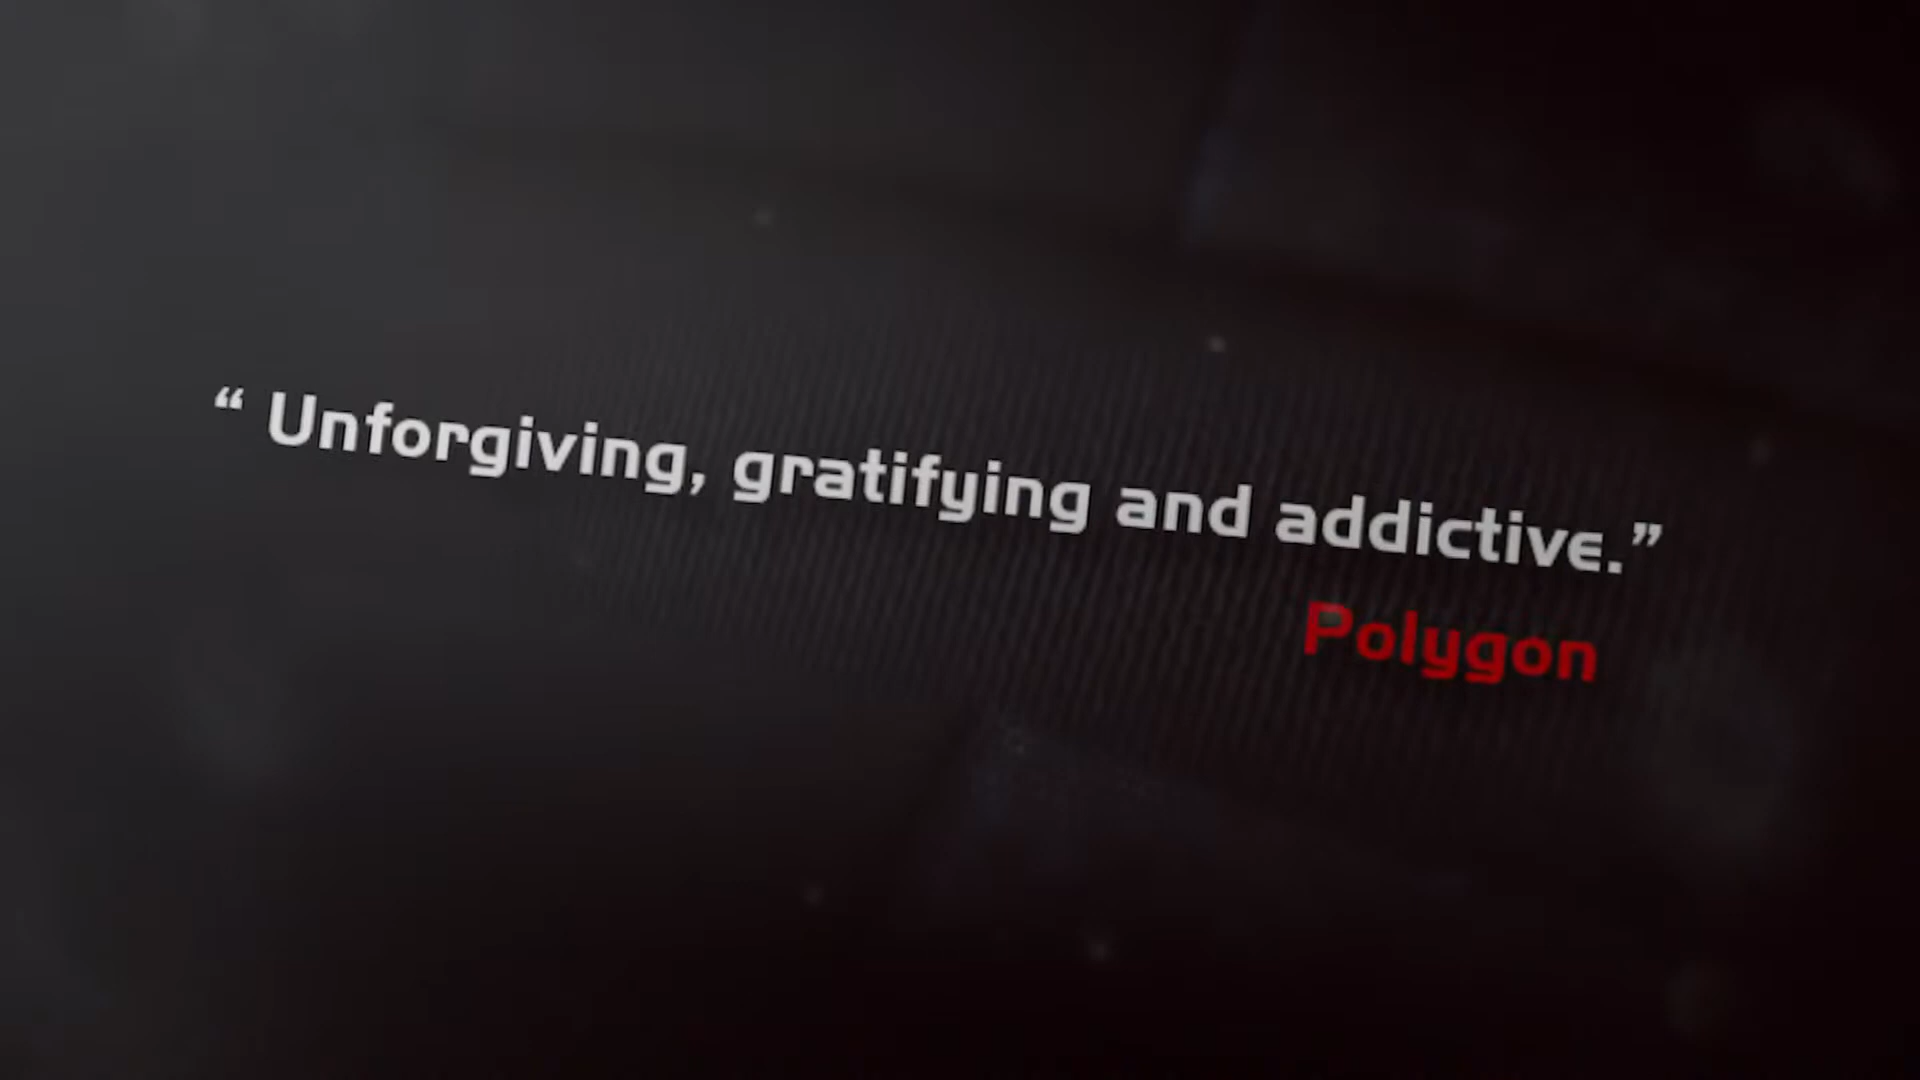 “ Unforgiving, gratifying and addictive.”
Polygon